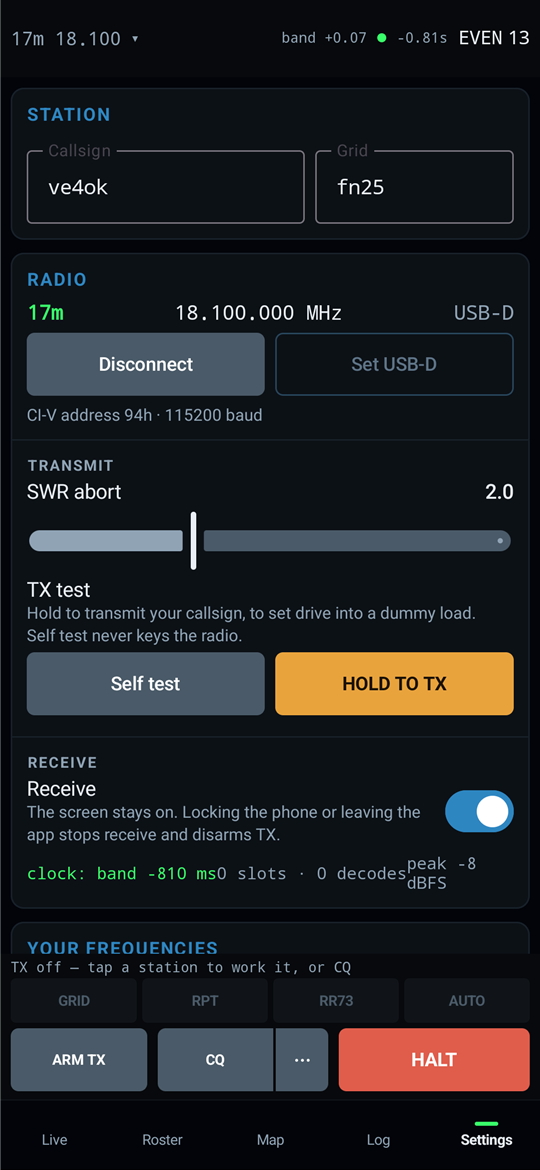 17m 18.100 ▾ band +0.07 ● -0.81s EVEN 13
STATION
Callsign Grid
ve4ok fn25
RADIO
17m 18.100.000 MHz USB-D
Disconnect Set USB-D
CI-V address 94h · 115200 baud
TRANSMIT
SWR abort 2.0
TX test
Hold to transmit your callsign, to set drive into a dummy load.
Self test never keys the radio.
Self test HOLD TO TX
RECEIVE
Receive
The screen stays on. Locking the phone or leaving the
app stops receive and disarms TX.
clock: band -810 ms0 slots · 0 decodespeak -8
dBFS
YOUR FREQUENCIES
TX off — tap a station to work it, or CQ
GRID RPT RR73 AUTO
ARM TX CQ ... HALT
Live Roster Map Log Settings